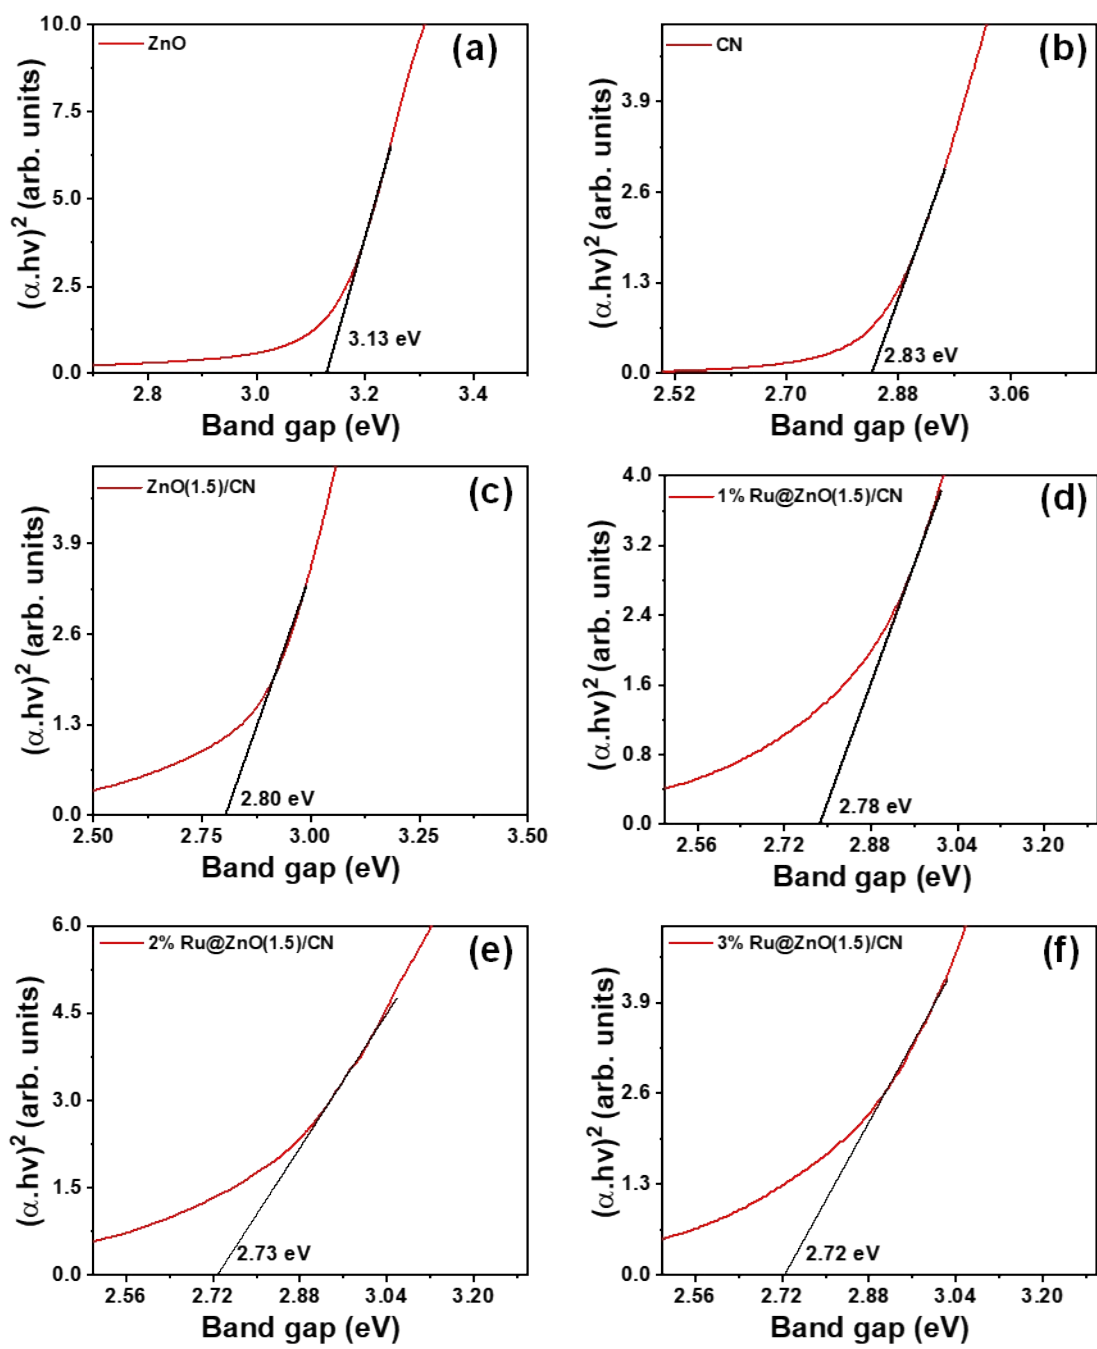 ZnO
(a)
10.0
7.5
5.0
2.5
0.0
(α.hv)² (arb. units)
3.13 eV
2.8 3.0 3.2 3.4
Band gap (eV)
CN
(b)
3.9
2.6
1.3
0.0
(α.hv)² (arb. units)
2.83 eV
2.52 2.70 2.88 3.06
Band gap (eV)
ZnO(1.5)/CN
(c)
3.9
2.6
1.3
0.0
(α.hv)² (arb. units)
2.80 eV
2.50 2.75 3.00 3.25 3.50
Band gap (eV)
1% Ru@ZnO(1.5)/CN
(d)
4.0
3.2
2.4
1.6
0.8
0.0
(α.hv)² (arb. units)
2.78 eV
2.56 2.72 2.88 3.04 3.20
Band gap (eV)
2% Ru@ZnO(1.5)/CN
(e)
6.0
4.5
3.0
1.5
0.0
(α.hv)² (arb. units)
2.73 eV
2.56 2.72 2.88 3.04 3.20
Band gap (eV)
3% Ru@ZnO(1.5)/CN
(f)
3.9
2.6
1.3
0.0
(α.hv)² (arb. units)
2.72 eV
2.56 2.72 2.88 3.04 3.20
Band gap (eV)